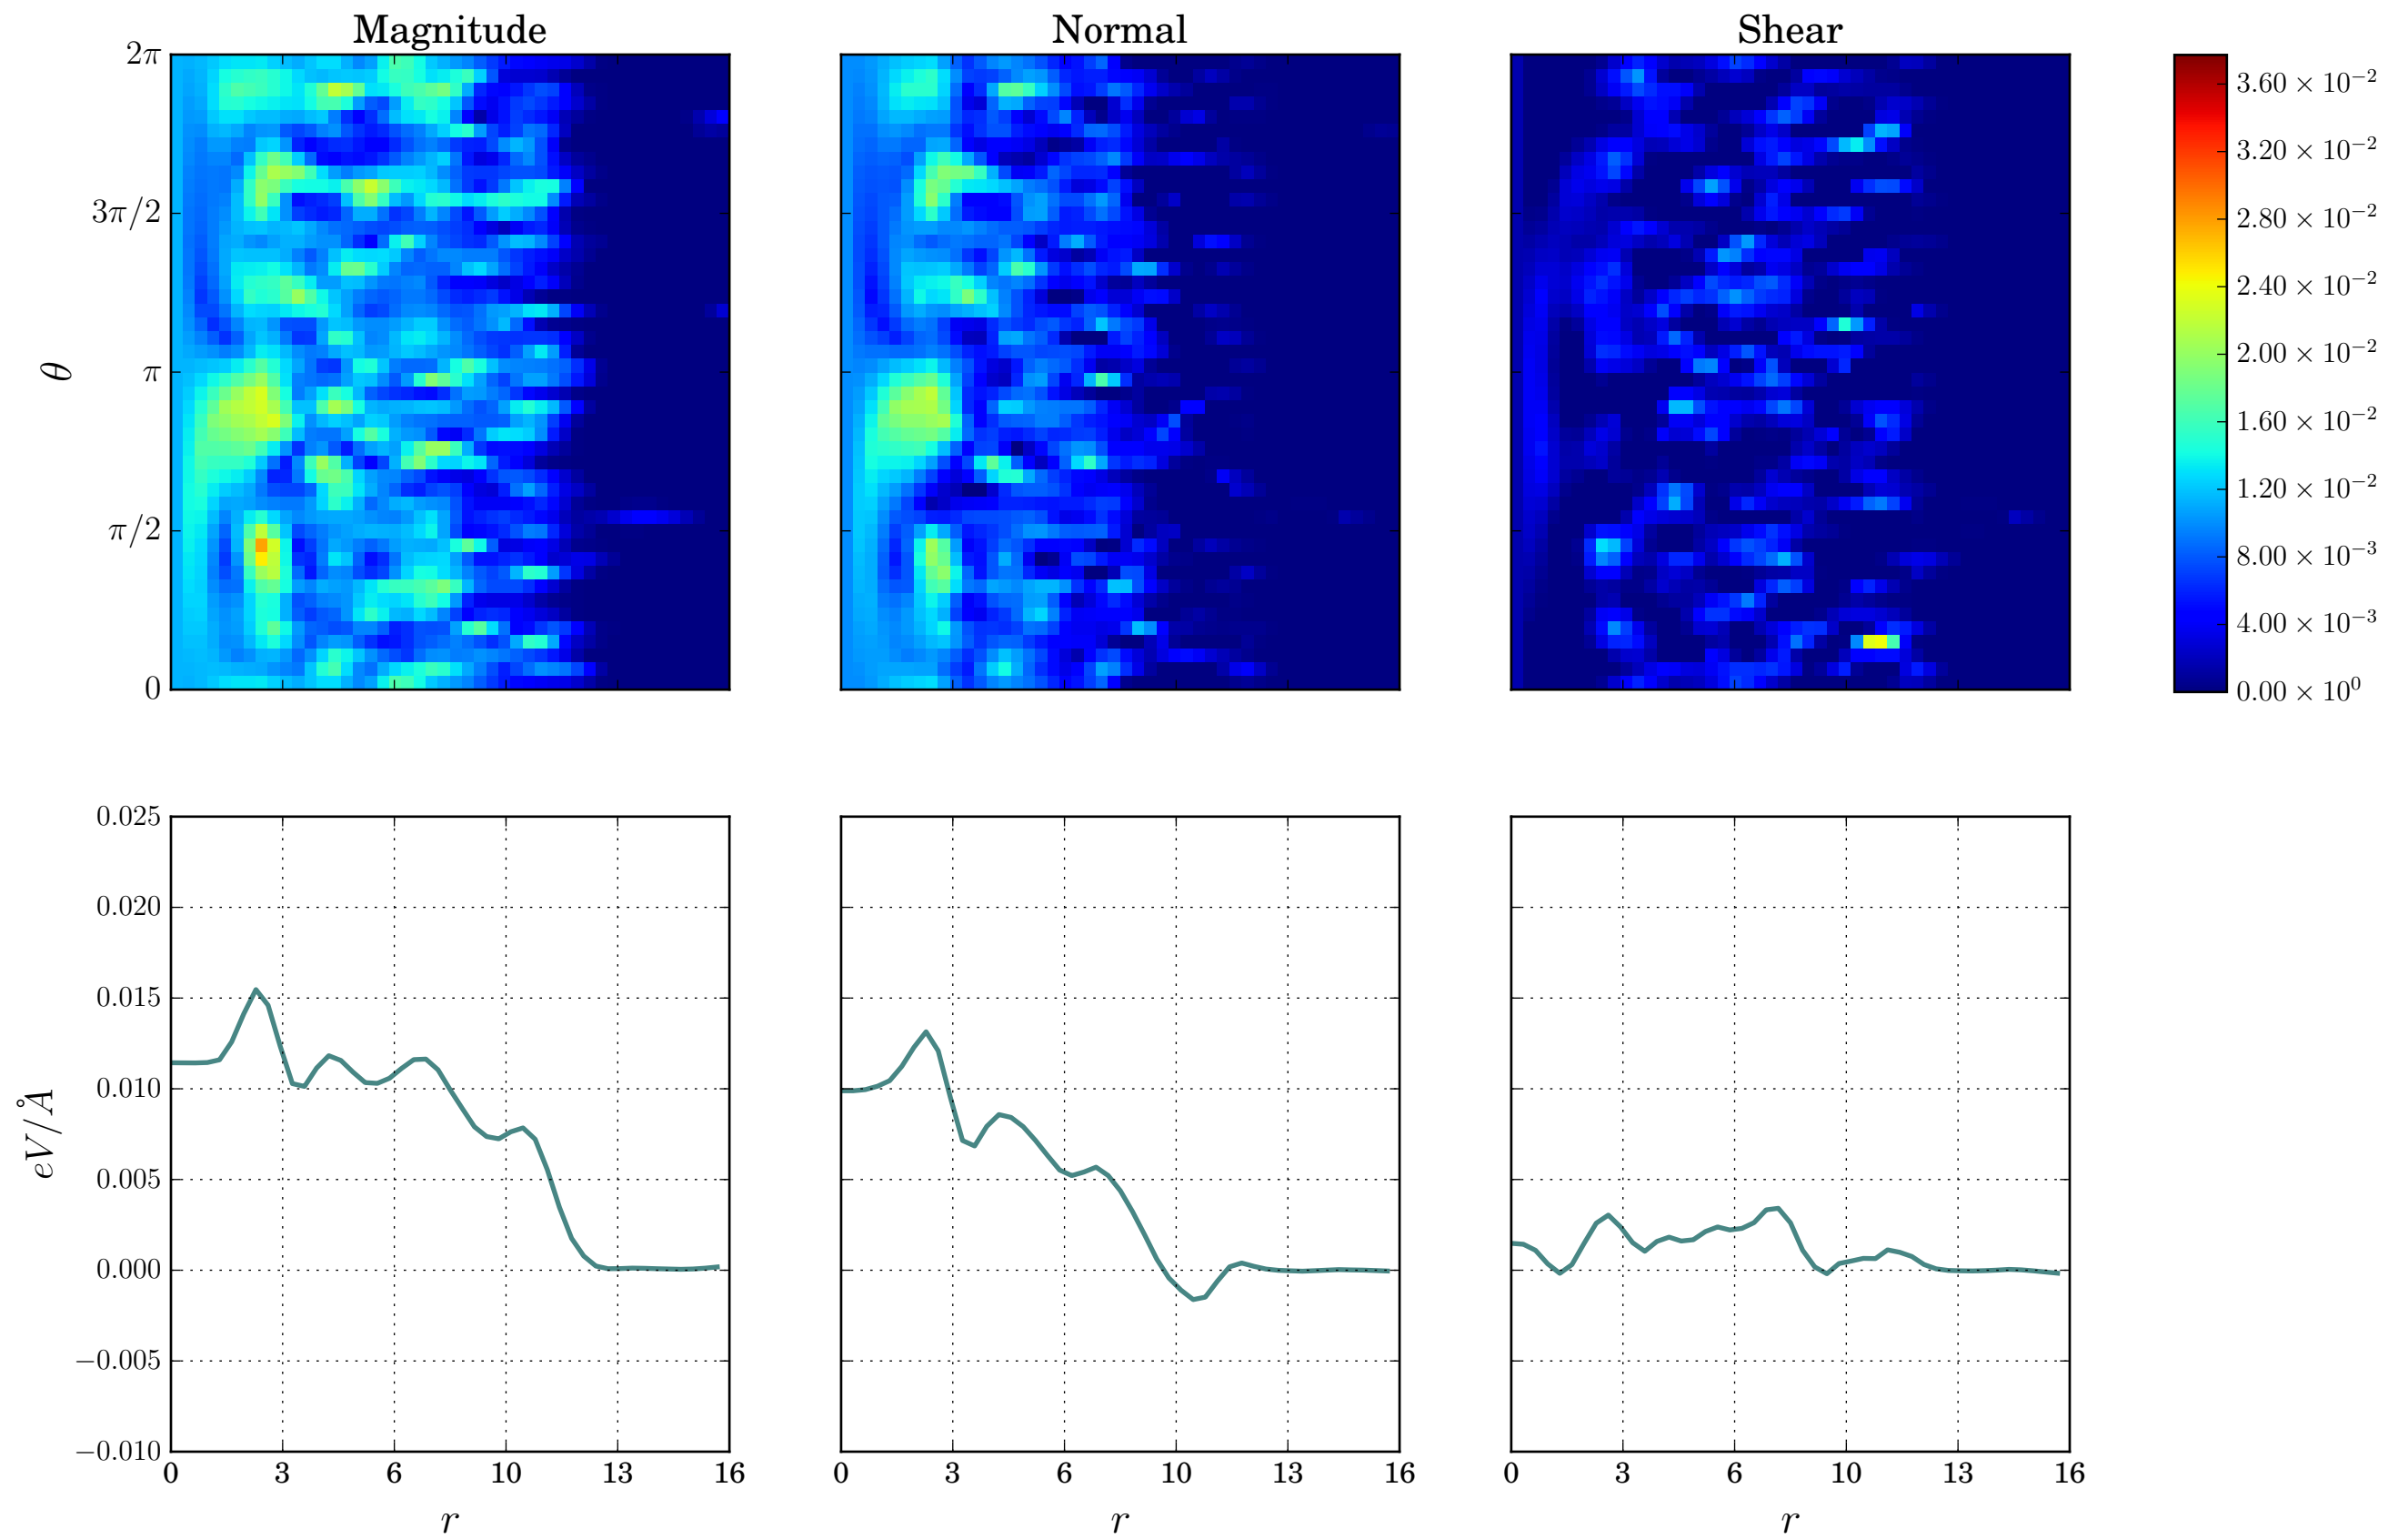 Magnitude Normal Shear
2π
3π/2
π
π/2
0
θ
3.60 × 10⁻²
3.20 × 10⁻²
2.80 × 10⁻²
2.40 × 10⁻²
2.00 × 10⁻²
1.60 × 10⁻²
1.20 × 10⁻²
8.00 × 10⁻³
4.00 × 10⁻³
0.00 × 10⁰
0.025
0.020
0.015
0.010
0.005
0.000
−0.005
−0.010
eV/Å
0 3 6 10 13 16
0 3 6 10 13 16
0 3 6 10 13 16
r r r